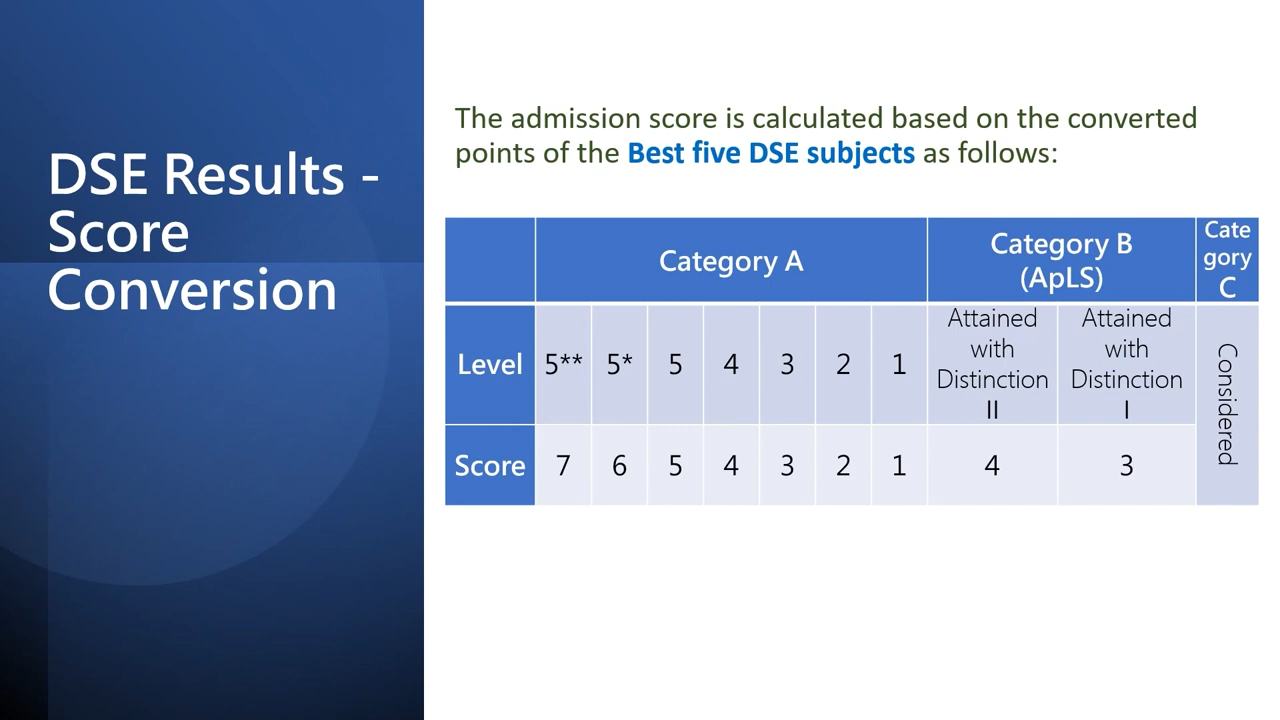 DSE Results -
Score
Conversion
The admission score is calculated based on the converted
points of the Best five DSE subjects as follows:
Category A
Category B
(ApLS)
Cate
gory
C
Level
5**
5*
5
4
3
2
1
Attained
with
Distinction
II
Attained
with
Distinction
I
Considered
Score
7
6
5
4
3
2
1
4
3